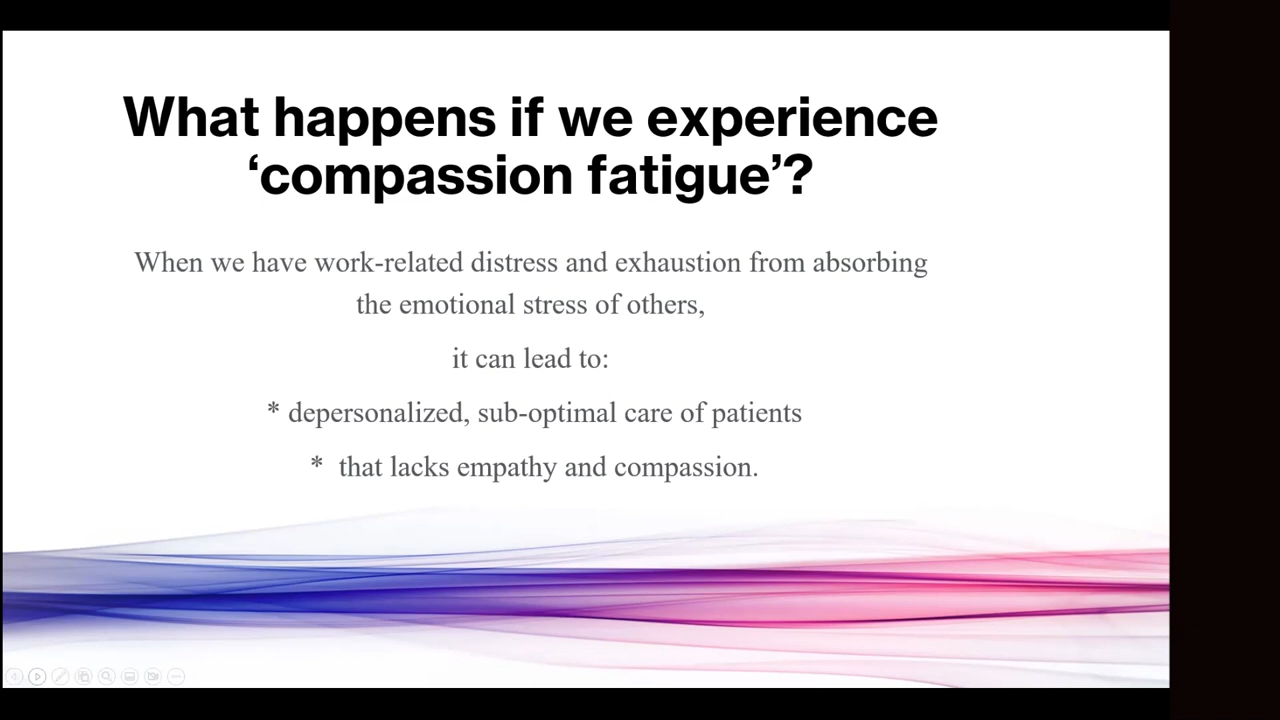 What happens if we experience
‘compassion fatigue’?
When we have work-related distress and exhaustion from absorbing
the emotional stress of others,
it can lead to:
* depersonalized, sub-optimal care of patients
* that lacks empathy and compassion.